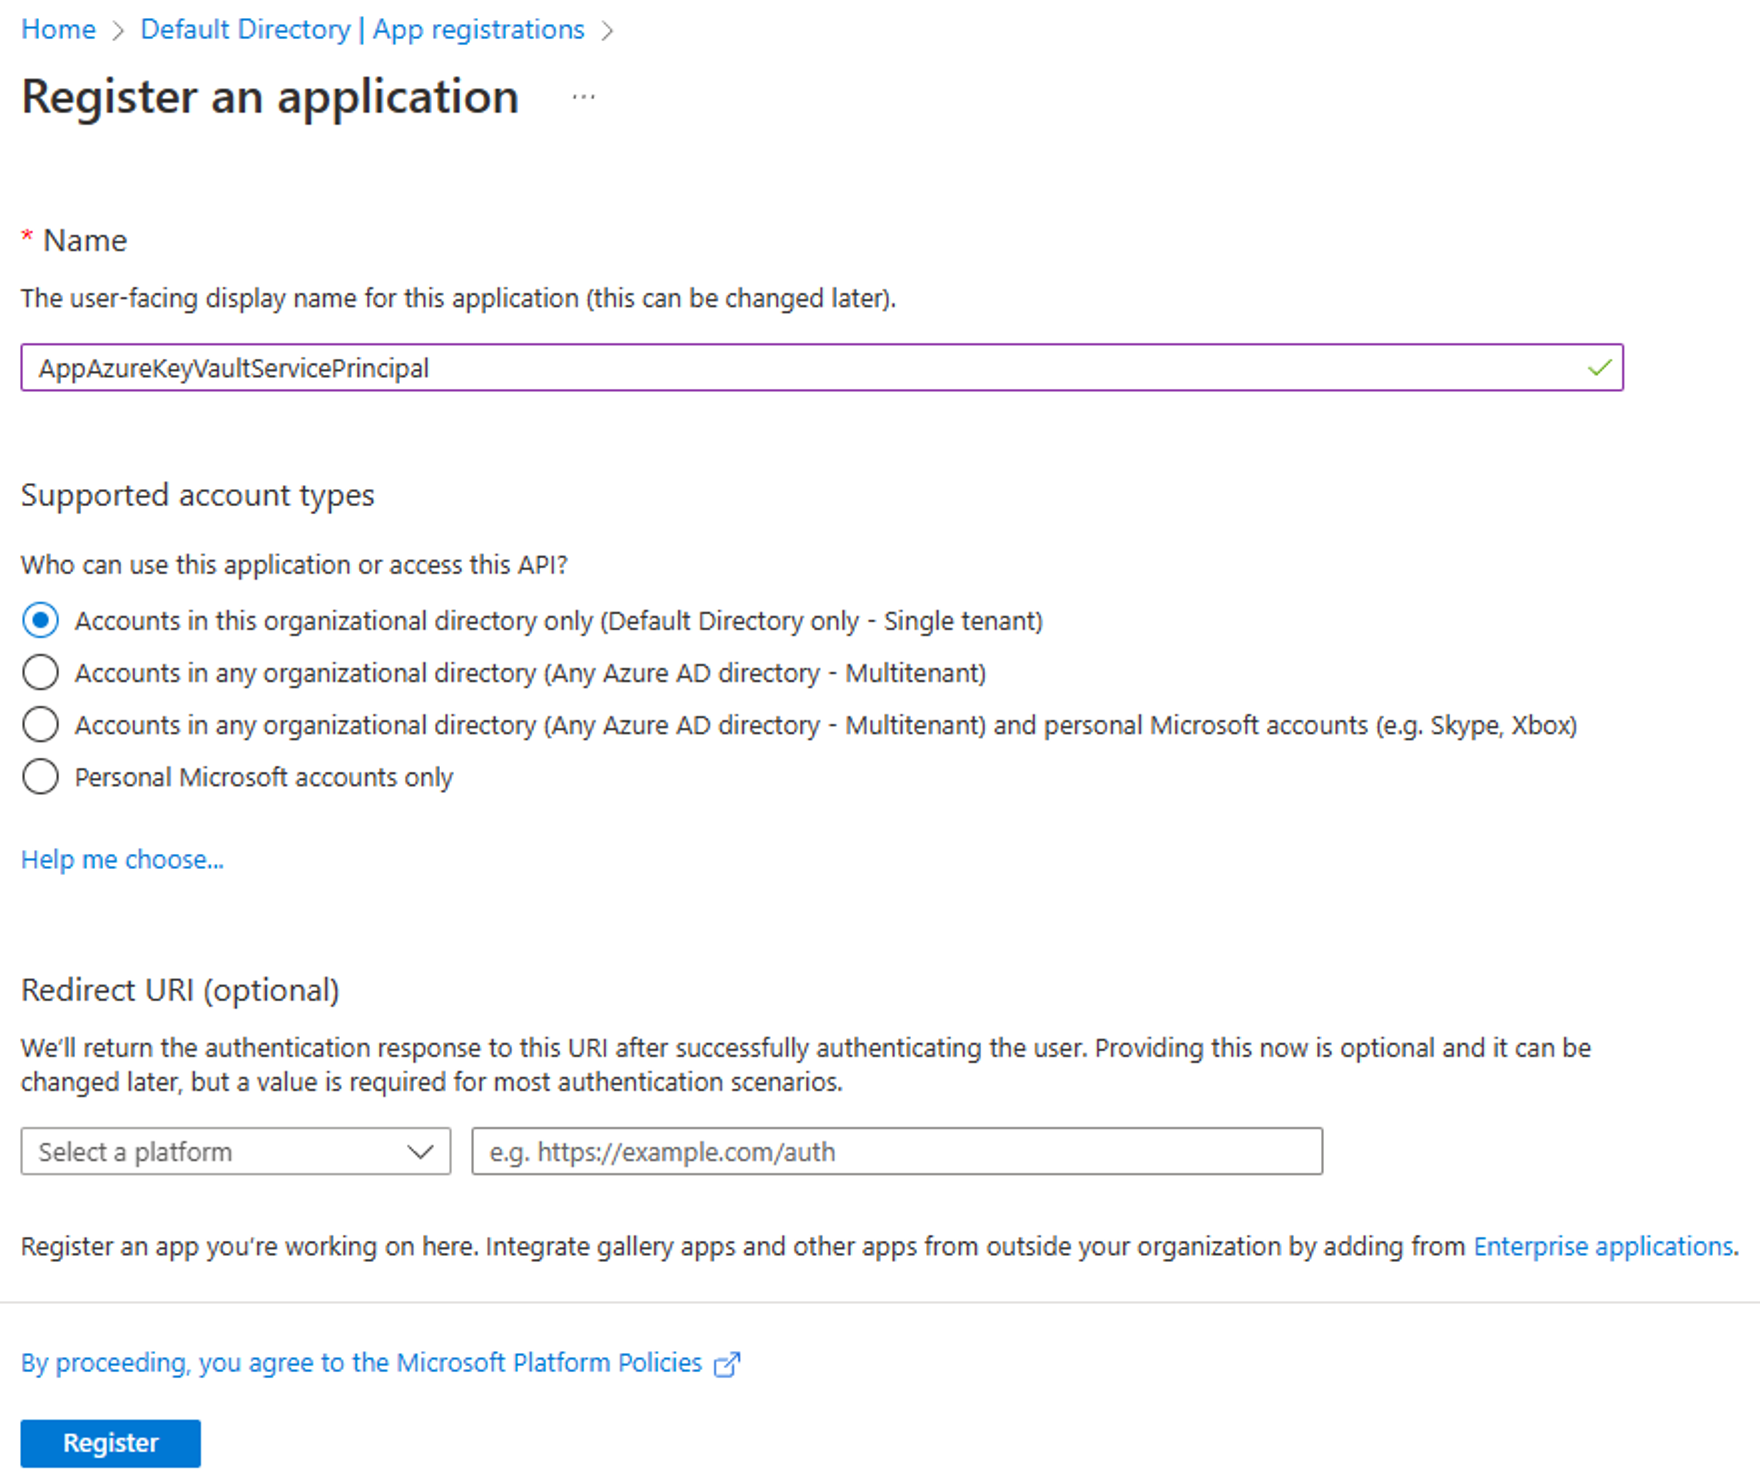 Home > Default Directory | App registrations >
Register an application ...
* Name
The user-facing display name for this application (this can be changed later).
AppAzureKeyVaultServicePrincipal
Supported account types
Who can use this application or access this API?
Accounts in this organizational directory only (Default Directory only - Single tenant)
Accounts in any organizational directory (Any Azure AD directory - Multitenant)
Accounts in any organizational directory (Any Azure AD directory - Multitenant) and personal Microsoft accounts (e.g. Skype, Xbox)
Personal Microsoft accounts only
Help me choose...
Redirect URI (optional)
We'll return the authentication response to this URI after successfully authenticating the user. Providing this now is optional and it can be
changed later, but a value is required for most authentication scenarios.
Select a platform e.g. https://example.com/auth
Register an app you're working on here. Integrate gallery apps and other apps from outside your organization by adding from Enterprise applications.
By proceeding, you agree to the Microsoft Platform Policies
Register